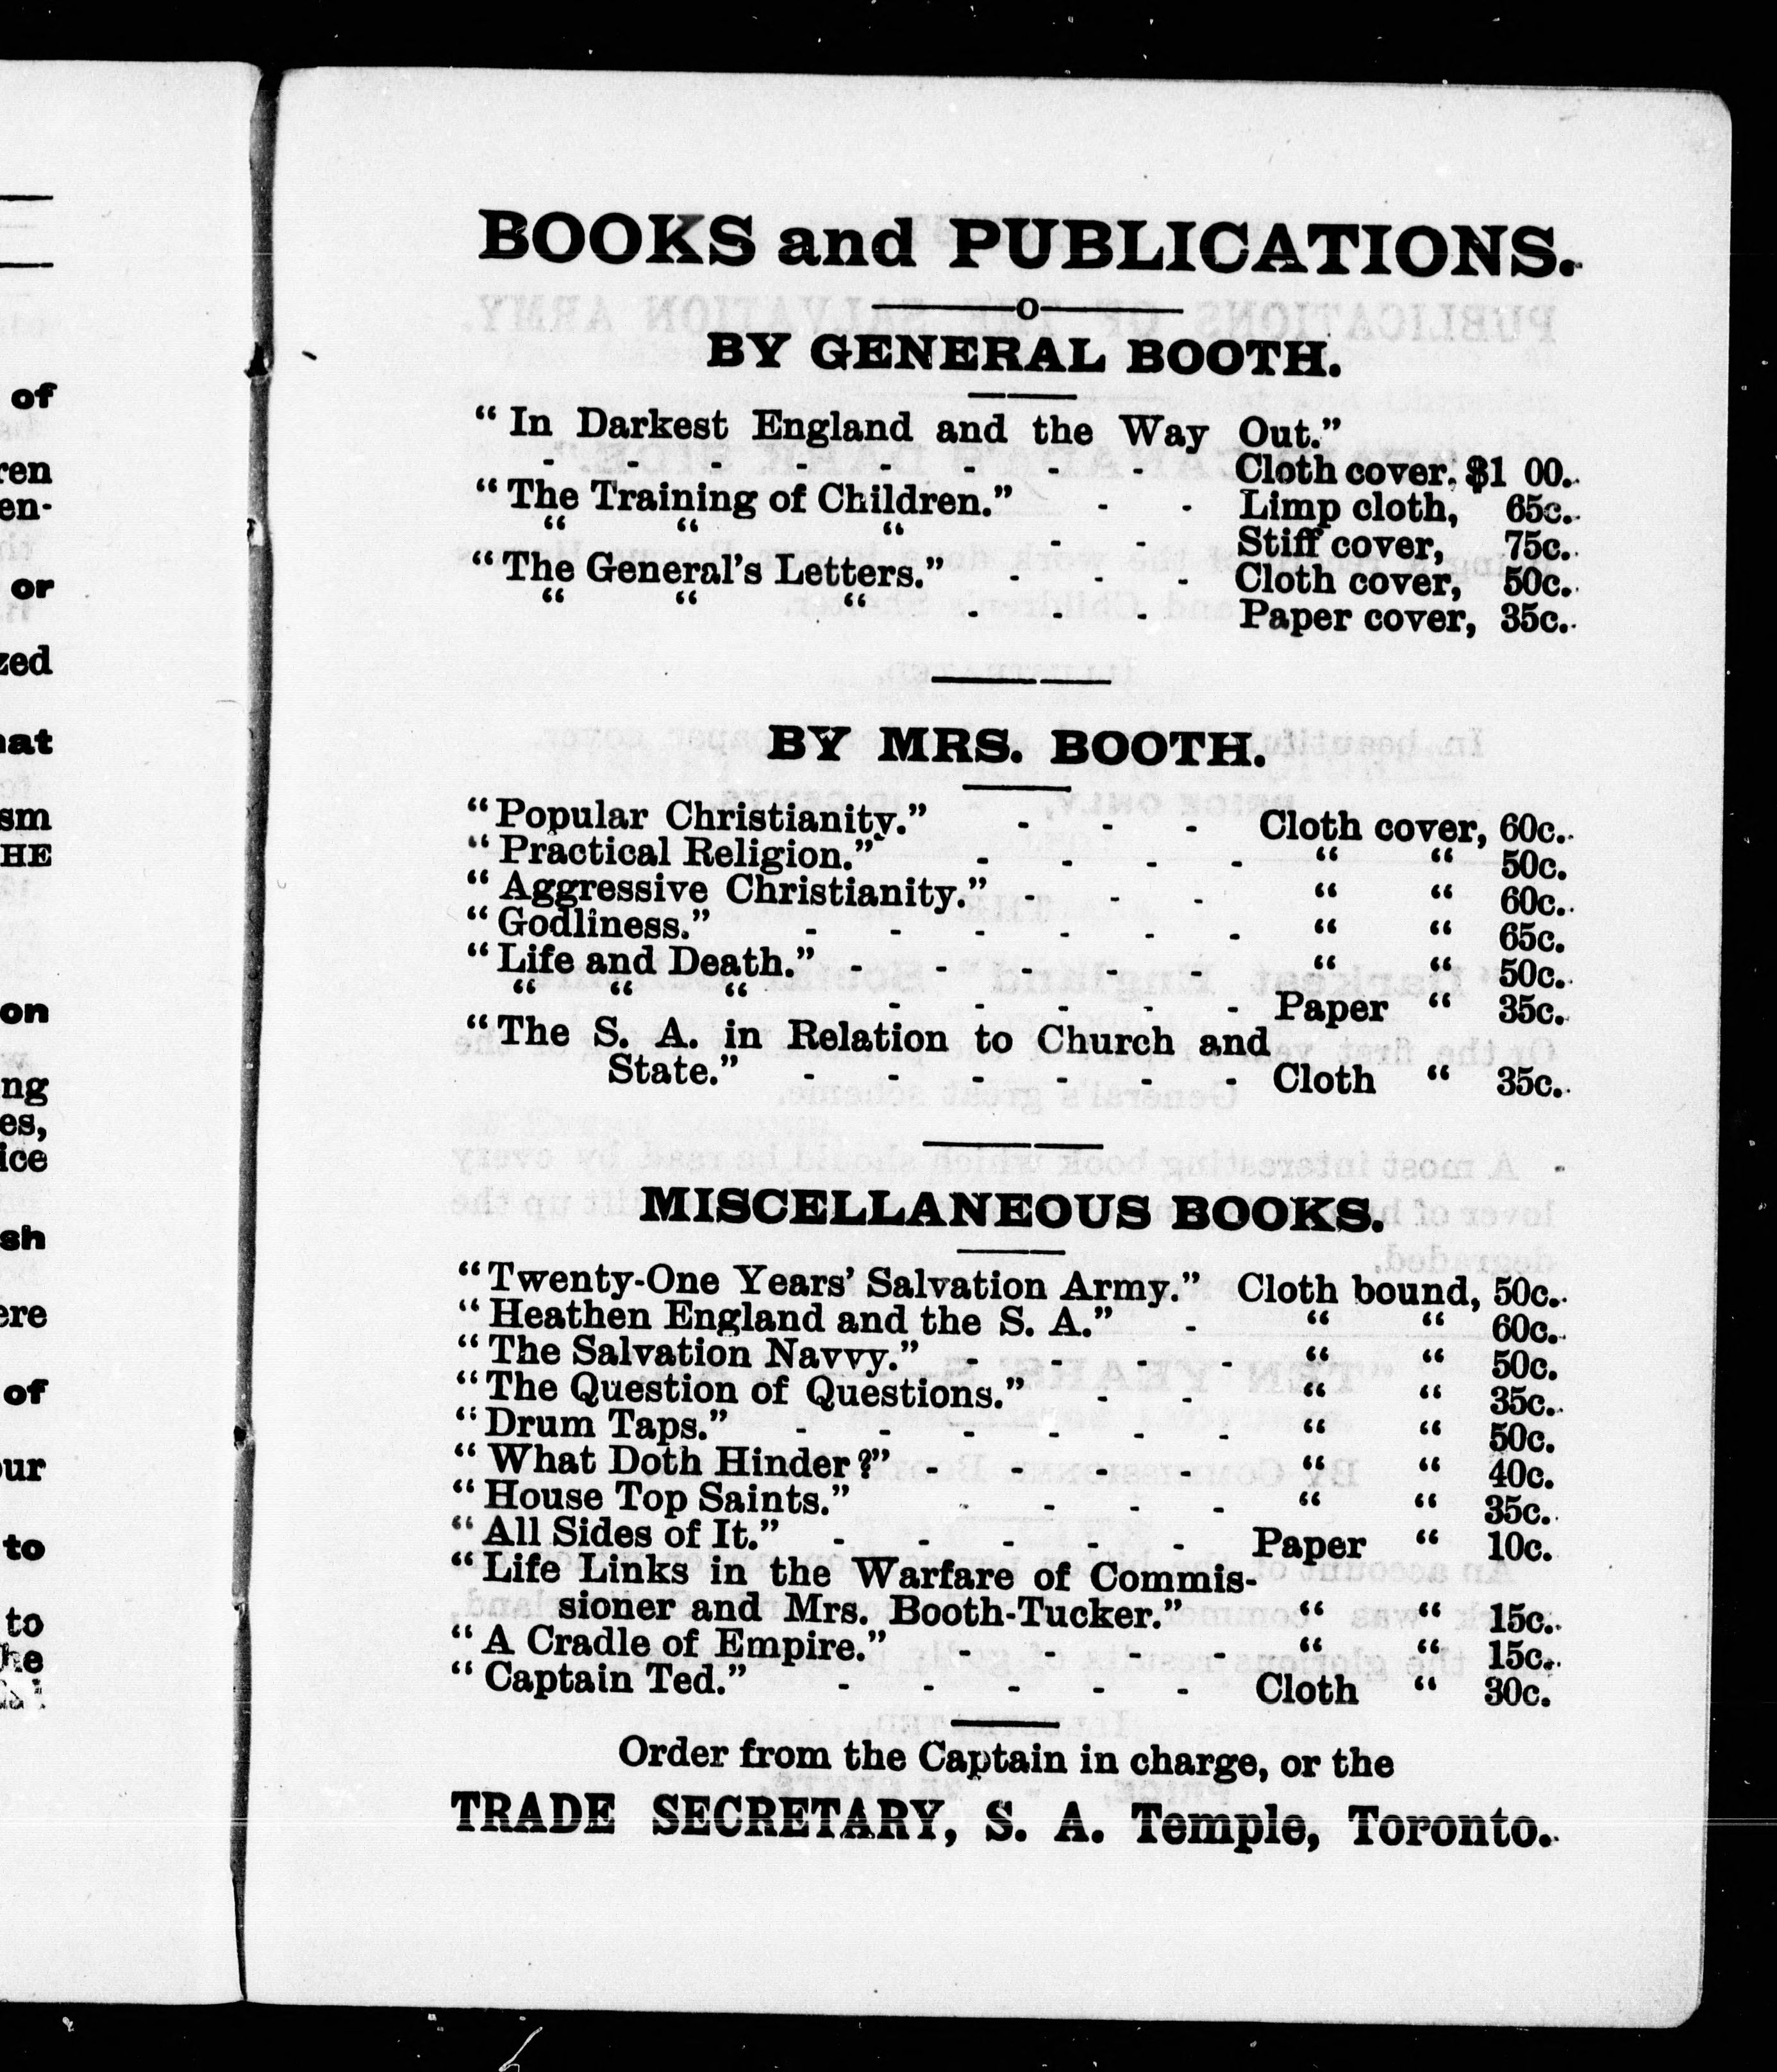 BOOKS and PUBLICATIONS.
BY GENERAL BOOTH.
"In Darkest England and the Way Out."
- - - - - - - - Cloth cover, $1 00.
"The Training of Children." - - Limp cloth, 65c.
" " " - - Stiff cover, 75c.
"The General's Letters." - - - Cloth cover, 50c.
" " " - - - Paper cover, 35c.
BY MRS. BOOTH.
"Popular Christianity." - - - Cloth cover, 60c.
"Practical Religion." - - - - " " 50c.
"Aggressive Christianity." - - - " " 60c.
"Godliness." - - - - - - " " 65c.
"Life and Death." - - - - - " " 50c.
" " " - - - - - Paper " 35c.
"The S. A. in Relation to Church and
State." - - - - - - Cloth " 35c.
MISCELLANEOUS BOOKS.
"Twenty-One Years' Salvation Army." Cloth bound, 50c.
"Heathen England and the S. A." - " " 60c.
"The Salvation Navvy." - - - - " " 50c.
"The Question of Questions." - - " " 35c.
"Drum Taps." - - - - - - " " 50c.
"What Doth Hinder?" - - - - " " 40c.
"House Top Saints." - - - - " " 35c.
"All Sides of It." - - - - - Paper " 10c.
"Life Links in the Warfare of Commis-
sioner and Mrs. Booth-Tucker." " " 15c.
"A Cradle of Empire." - - - - " " 15c.
"Captain Ted." - - - - - Cloth " 30c.
Order from the Captain in charge, or the
TRADE SECRETARY, S. A. Temple, Toronto.